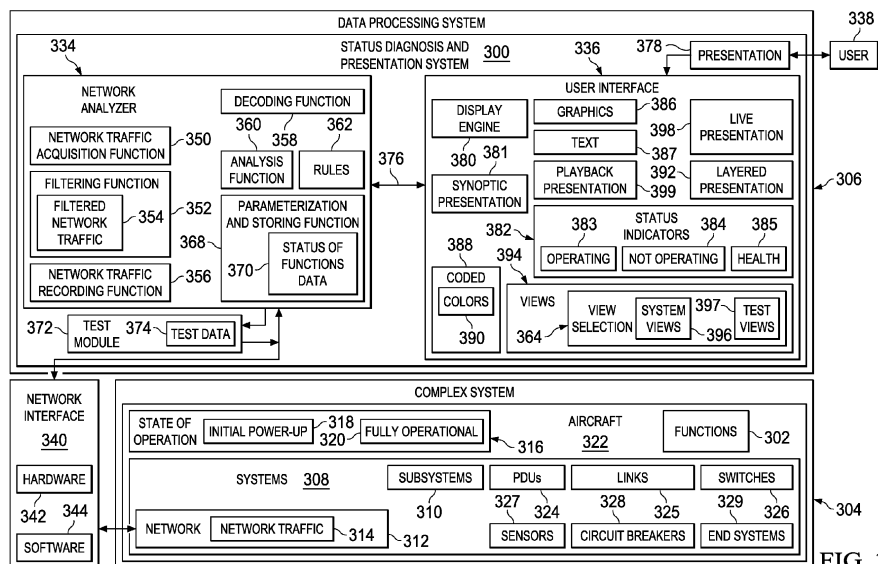 DATA PROCESSING SYSTEM
STATUS DIAGNOSIS AND
PRESENTATION SYSTEM
300
334
NETWORK
ANALYZER
NETWORK TRAFFIC
ACQUISITION FUNCTION
350
FILTERING FUNCTION
FILTERED
NETWORK
TRAFFIC
354
352
NETWORK TRAFFIC
RECORDING FUNCTION
356
DECODING FUNCTION
360
358
362
ANALYSIS
FUNCTION
RULES
PARAMETERIZATION
AND STORING FUNCTION
368
370
STATUS OF
FUNCTIONS
DATA
372
TEST
MODULE
374
TEST DATA
376
336
378
PRESENTATION
338
USER
USER INTERFACE
DISPLAY
ENGINE
380
381
SYNOPTIC
PRESENTATION
GRAPHICS
386
TEXT
387
PLAYBACK
PRESENTATION
399
398
LIVE
PRESENTATION
392
LAYERED
PRESENTATION
306
STATUS
INDICATORS
382
383
384
385
OPERATING
NOT OPERATING
HEALTH
388
CODED
COLORS
390
394
VIEWS
364
VIEW
SELECTION
SYSTEM
VIEWS
396
397
TEST
VIEWS
NETWORK
INTERFACE
340
HARDWARE
342
344
SOFTWARE
COMPLEX SYSTEM
STATE OF
OPERATION
INITIAL POWER-UP
318
320
FULLY OPERATIONAL
316
AIRCRAFT
322
FUNCTIONS
302
SYSTEMS
308
SUBSYSTEMS
310
PDUs
327
324
SENSORS
LINKS
328
325
CIRCUIT BREAKERS
SWITCHES
329
326
END SYSTEMS
304
NETWORK
NETWORK TRAFFIC
314
312
FIG.